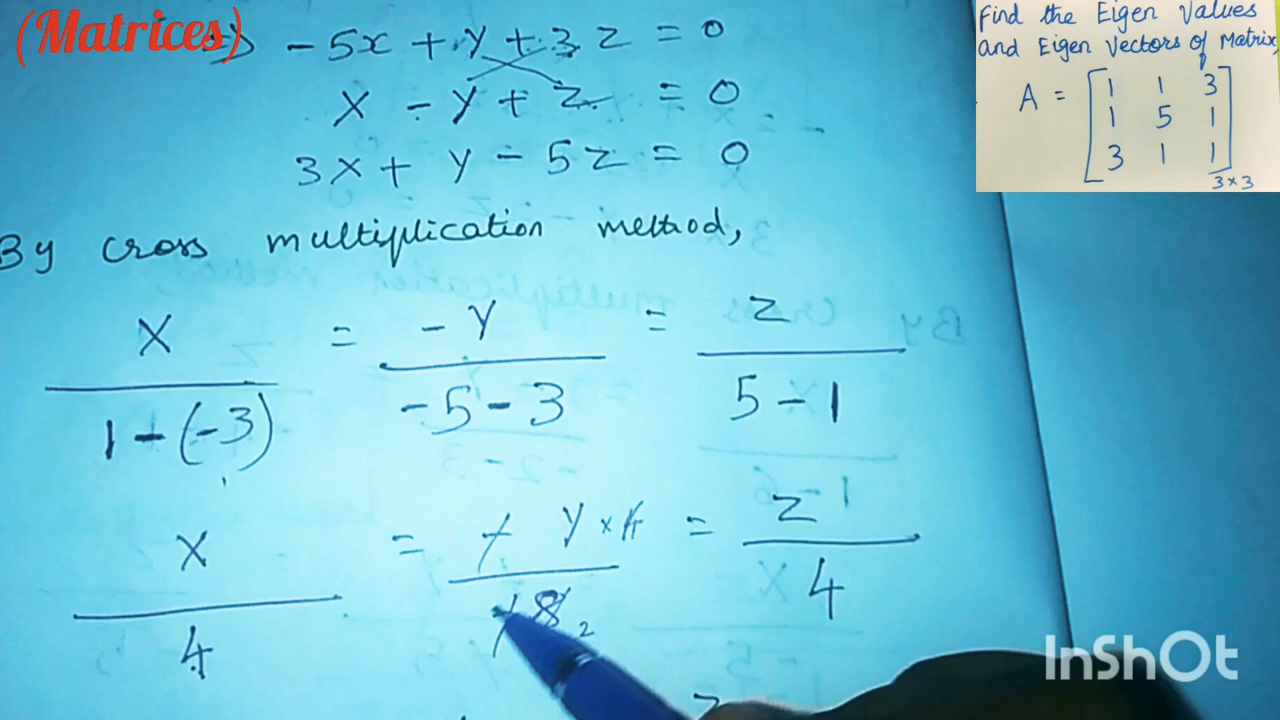 (Matrices)
-5x + y + 3z = 0
x - y + z = 0
3x + y - 5z = 0
By cross multiplication method,
x / 1-(-3) = -y / -5-3 = z / 5-1
x / 4 = -y×4 / -8 2 = z / 4
z
Find the Eigen Values
and Eigen Vectors of Matrix,
A = [ 1 1 3
1 5 1
3 1 1 ] 3×3
InShOt